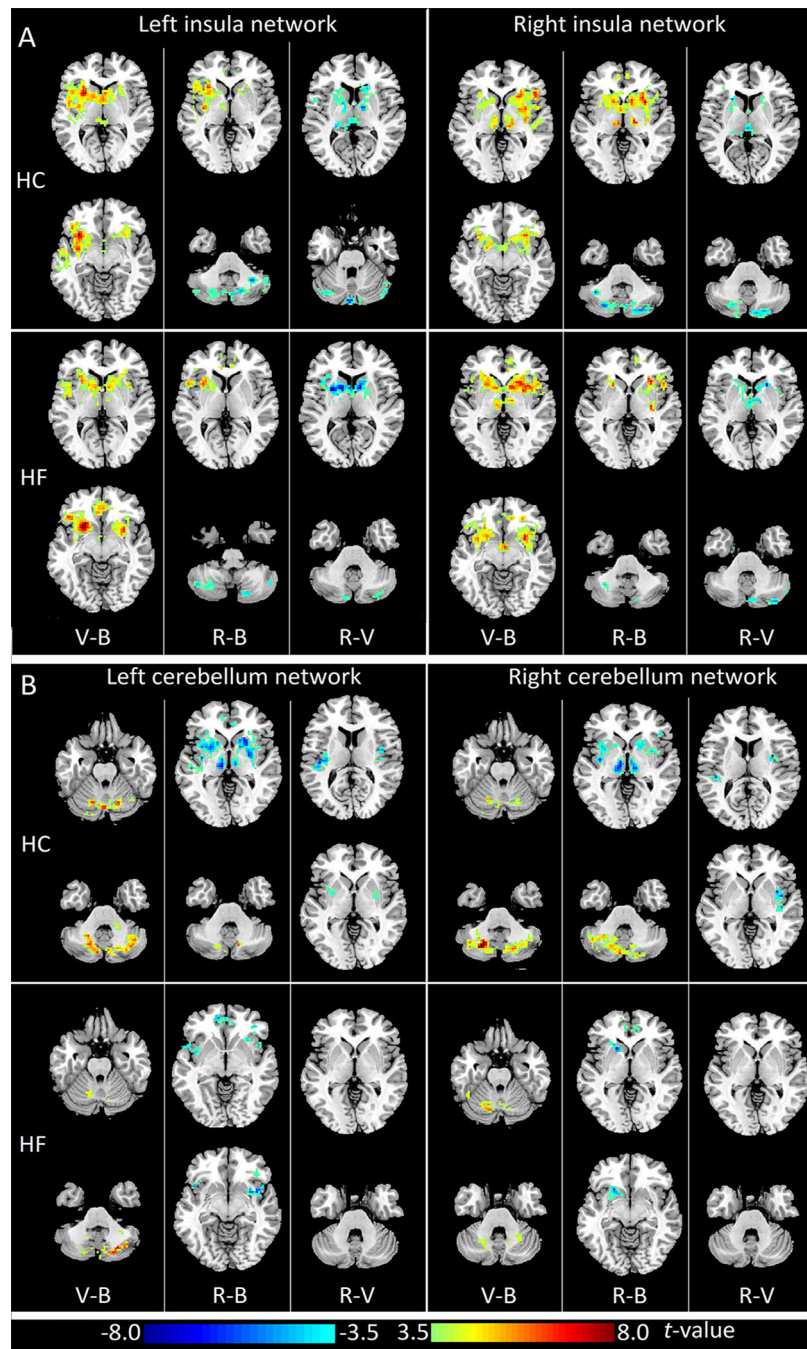 A
Left insula network
Right insula network
HC
HF
V-B
R-B
R-V
V-B
R-B
R-V
B
Left cerebellum network
Right cerebellum network
HC
HF
V-B
R-B
R-V
V-B
R-B
R-V
-8.0
-3.5
3.5
8.0
t-value